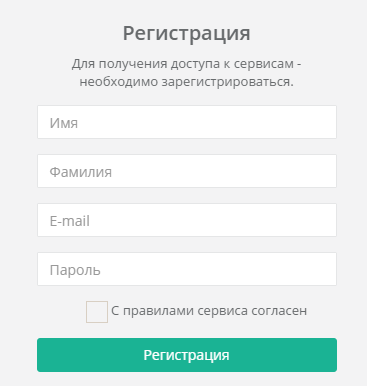 Регистрация
Для получения доступа к сервисам -
необходимо зарегистрироваться.
Имя
Фамилия
E-mail
Пароль
С правилами сервиса согласен
Регистрация